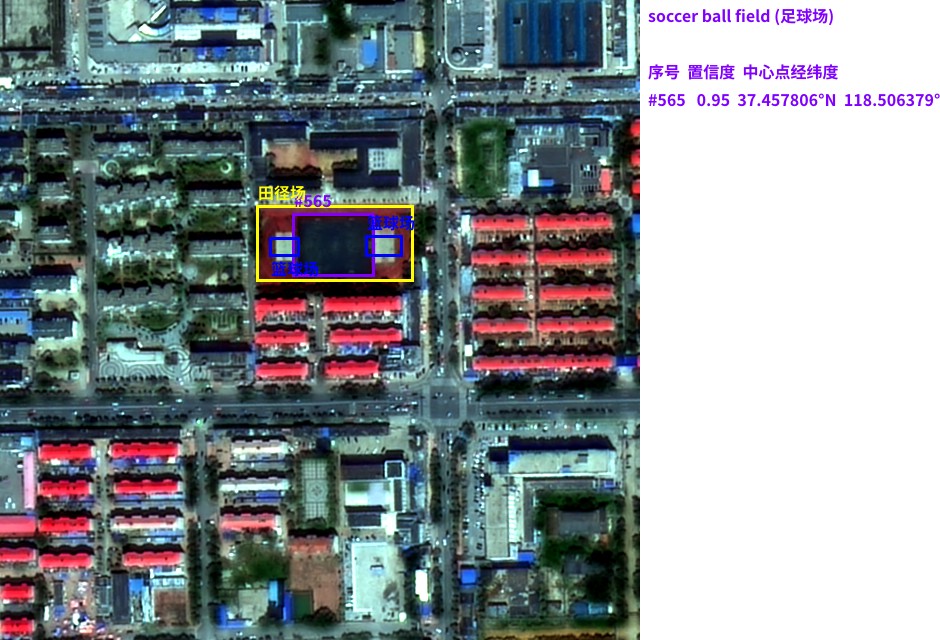 soccer ball field (足球场)
序号 置信度 中心点经纬度
#565 0.95 37.457806°N 118.506379°
田径场
#565
篮球场
篮球场